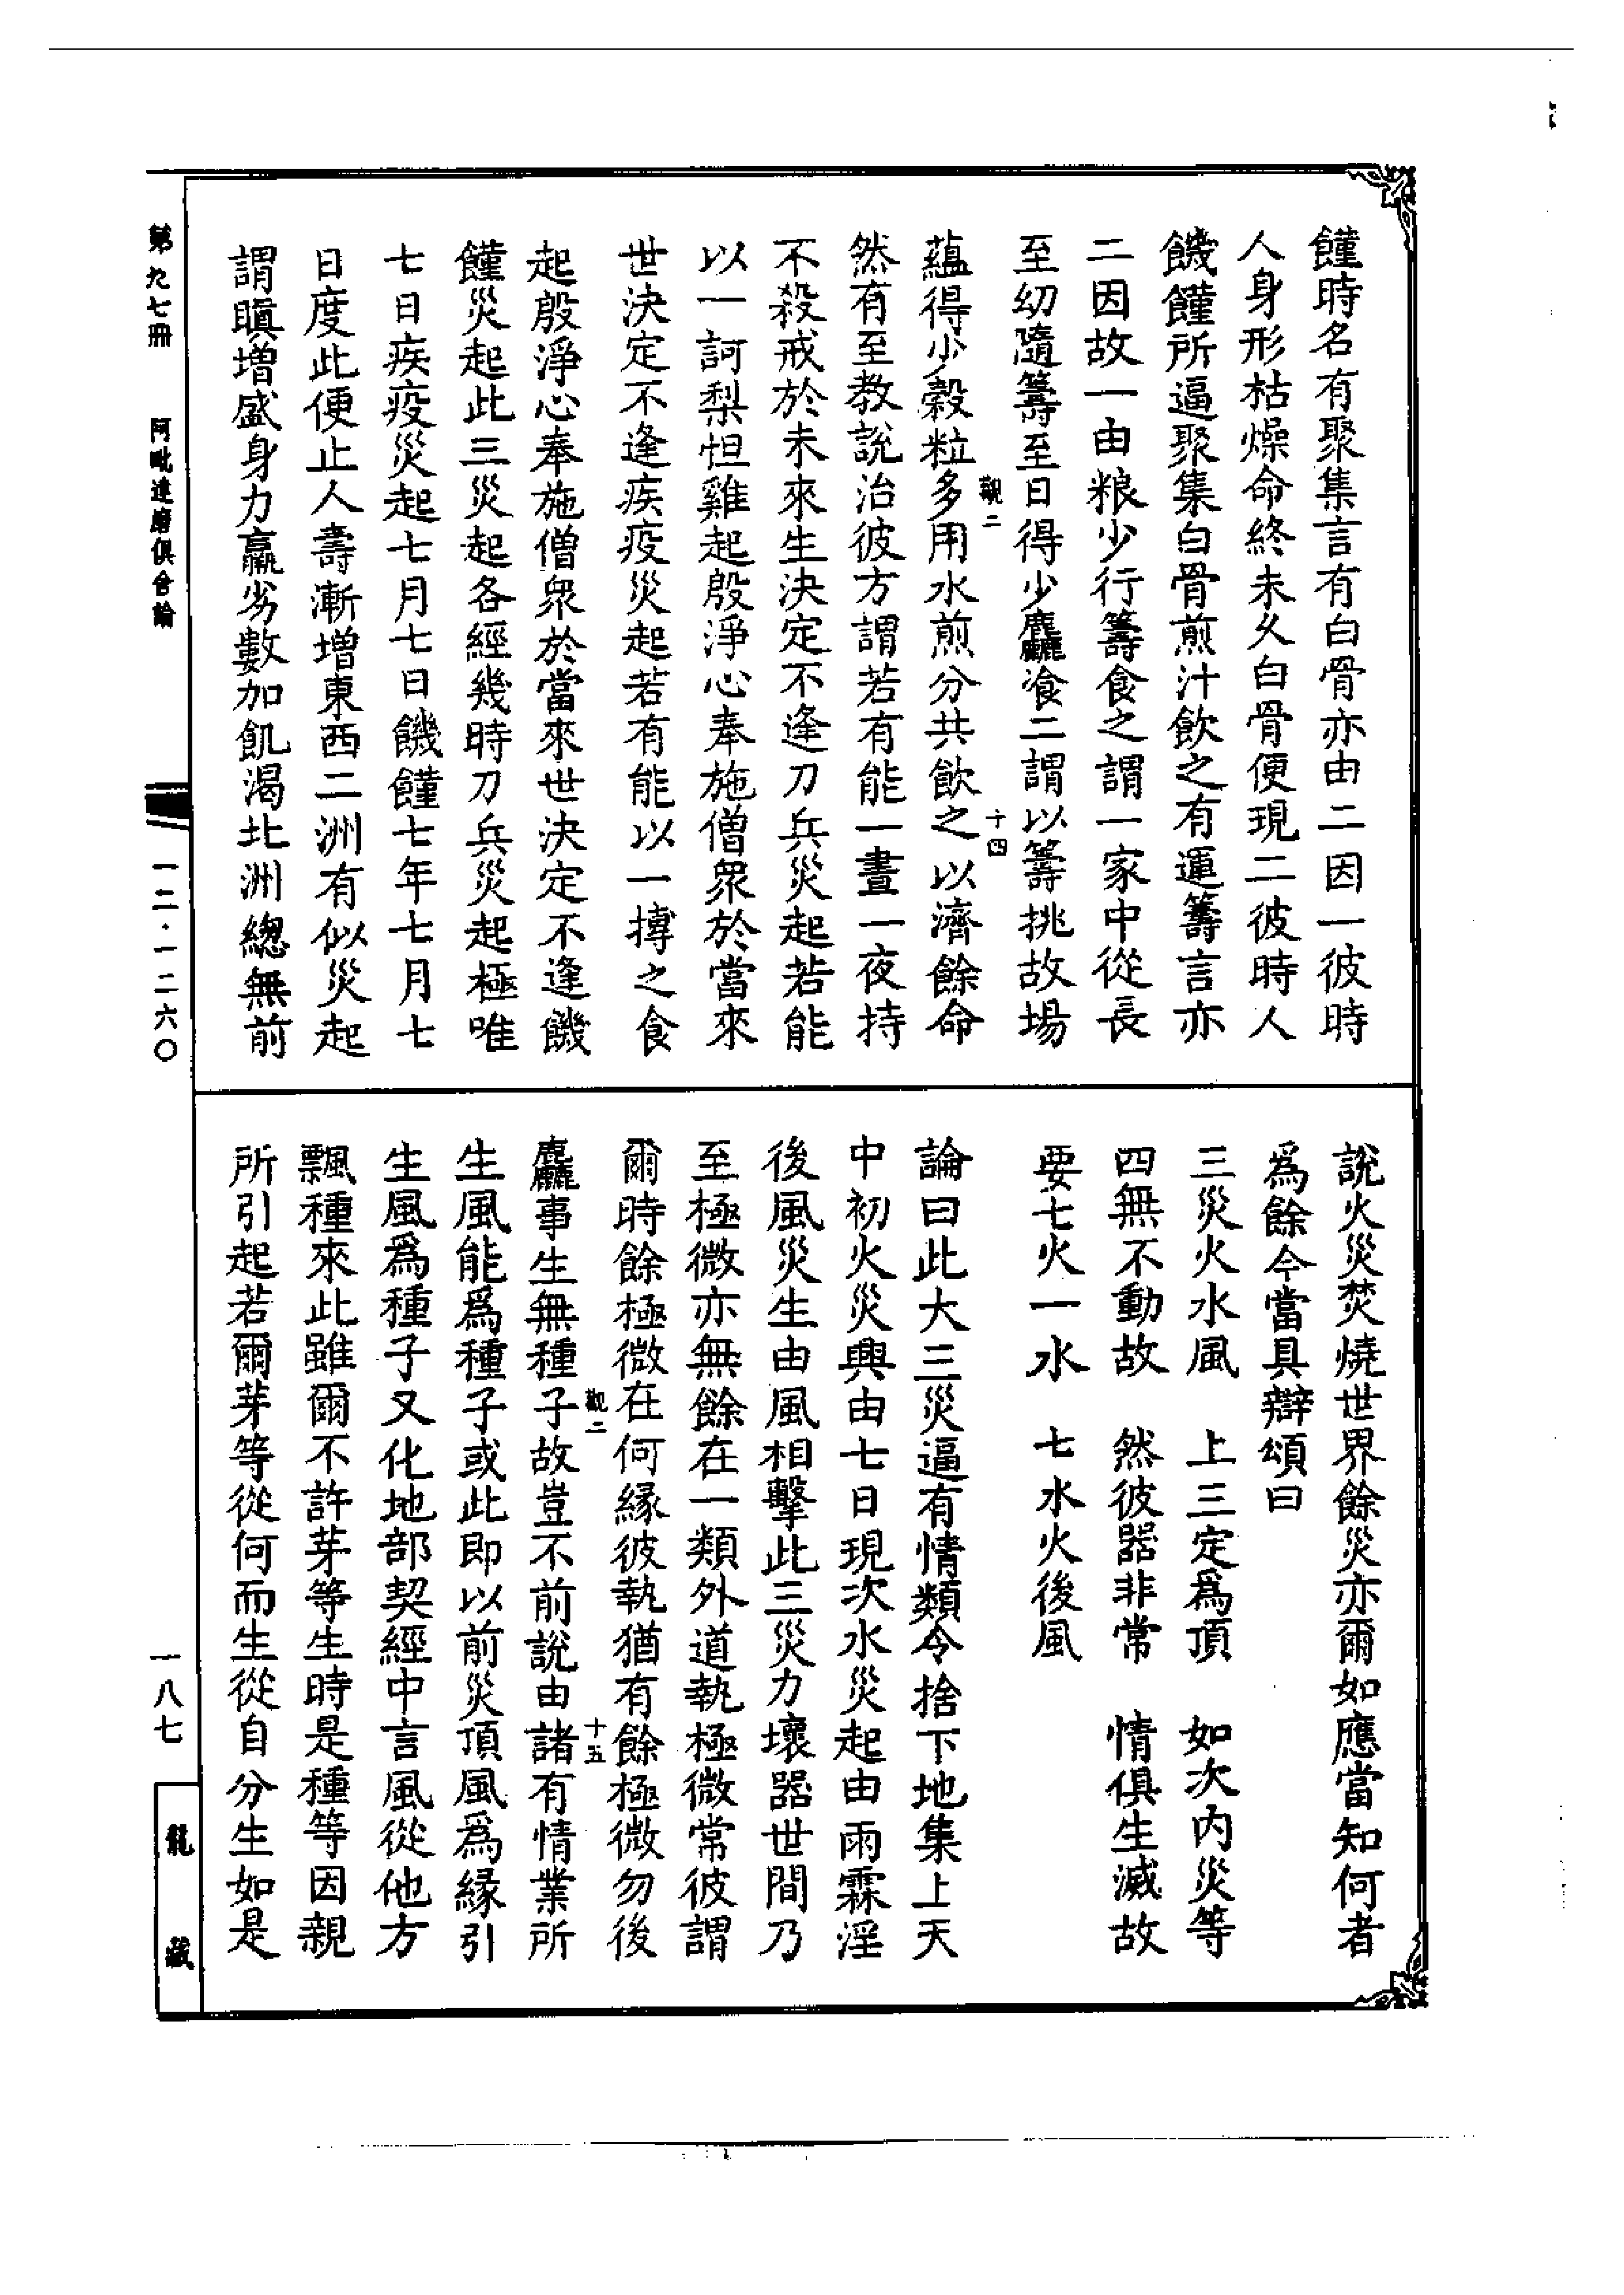 饉時名有聚集言有白骨亦由二因一彼時
人身形枯燥命終未久白骨便現二彼時人
饑饉所逼聚集白骨煎汁飲之有運籌言亦
二因故一由粮少行籌食之謂一家中從長
至幼隨籌至日得少麤飡二謂以籌挑故場
蘊得少穀粒多用水煎分共飲之以濟餘命
觀二
十四
然有至教說治彼方謂若有能一晝一夜持
不殺戒於未來生決定不逢刀兵災起若能
以一訶梨怛雞起殷淨心奉施僧眾於當來
世決定不逢疾疫災起若有能以一摶之食
起殷淨心奉施僧眾於當來世決定不逢饑
饉災起此三災起各經幾時刀兵災起極唯
七日疾疫災起七月七日饑饉七年七月七
日度此便止人壽漸增東西二洲有似災起
謂瞋增盛身力羸劣數加飢渴北洲總無前
說火災焚燒世界餘災亦爾如應當知何者
為餘今當具辯頌曰
三災火水風　上三定為頂　如次內災等
四無不動故　然彼器非常　情俱生滅故
要七火一水　七水火後風
論曰此大三災逼有情類令捨下地集上天
中初火災興由七日現次水災起由雨霖淫
後風災生由風相擊此三災力壞器世間乃
至極微亦無餘在一類外道執極微常彼謂
爾時餘極微在何緣彼執猶有餘極微勿後
麤事生無種子故豈不前說由諸有情業所
觀二
十五
生風能為種子或此即以前災頂風為緣引
生風為種子又化地部契經中言風從他方
飄種來此雖爾不許芽等生時是種等因親
所引起若爾芽等從何而生從自分生如是
第九七冊
阿毗達磨俱舍論
一二·一二六〇
一八七
龍藏